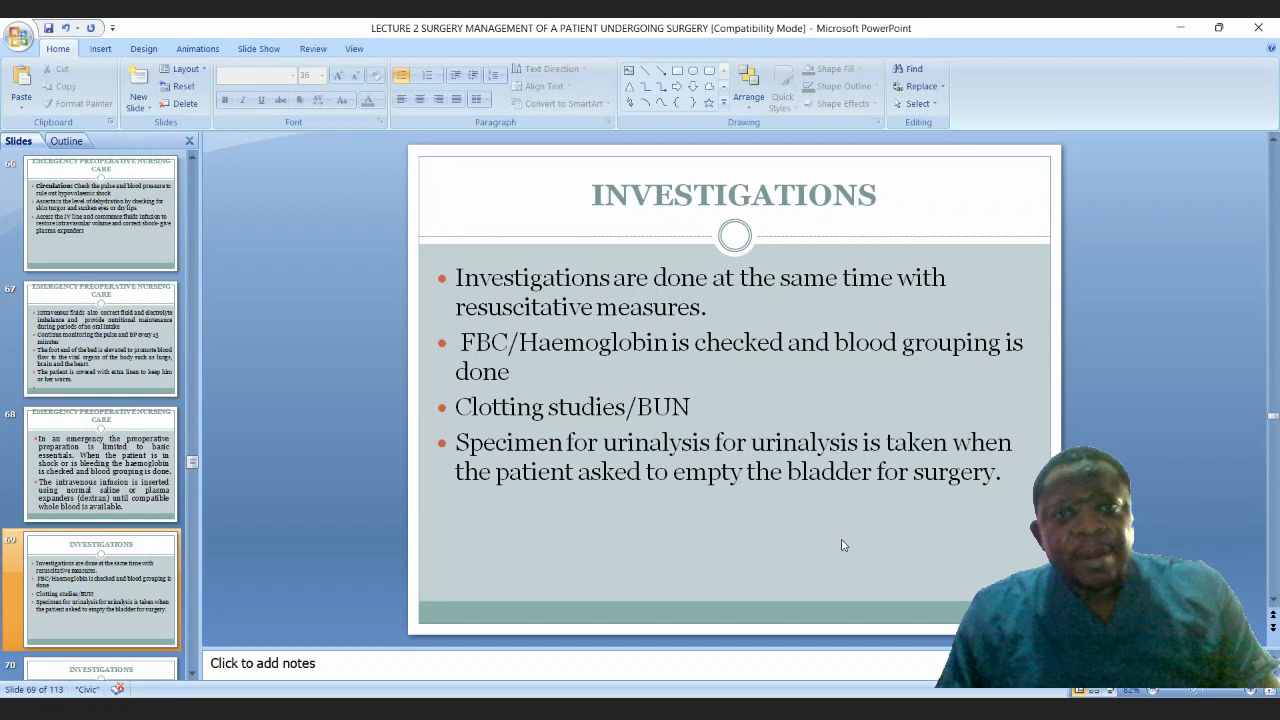 LECTURE 2 SURGERY MANAGEMENT OF A PATIENT UNDERGOING SURGERY [Compatibility Mode] - Microsoft PowerPoint
Home Insert Design Animations Slide Show Review View
Paste
Cut
Copy
Format Painter
Clipboard
New
Slide
Layout
Reset
Delete
Slides
36
Font
Text Direction
Align Text
Convert to SmartArt
Paragraph
Arrange
Quick
Styles
Shape Fill
Shape Outline
Shape Effects
Drawing
Find
Replace
Select
Editing
Slides Outline
66
EMERGENCY PREOPERATIVE NURSING
CARE
Circulation: Check the pulse and blood pressure to
rule out hypovolaemic shock
Ascertain the level of dehydration by checking for
skin turgor and sunken eyes or dry lips.
Access the IV line and commence fluids infusion to
restore intravascular volume and correct shock- give
plasma expanders
67
EMERGENCY PREOPERATIVE NURSING
CARE
Intravenous fluids also correct fluid and electrolyte
imbalance and provide nutritional maintenance
during periods of no oral intake
Continue monitoring the pulse and BP every 15
minutes
The foot end of the bed is elevated to promote blood
flow to the vital organs of the body such as lungs,
brain and the heart.
The patient is covered with extra linen to keep him
or her warm.
68
EMERGENCY PREOPERATIVE NURSING
CARE
In an emergency the preoperative
preparation is limited to basic
essentials. When the patient is in
shock or is bleeding the haemoglobin
is checked and blood grouping is done.
The intravenous infusion is inserted
using normal saline or plasma
expanders (dextran) until compatible
whole blood is available.
69
INVESTIGATIONS
Investigations are done at the same time with
resuscitative measures.
FBC/Haemoglobin is checked and blood grouping is
done
Clotting studies/BUN
Specimen for urinalysis for urinalysis is taken when
the patient asked to empty the bladder for surgery.
70
INVESTIGATIONS
INVESTIGATIONS
Investigations are done at the same time with
resuscitative measures.
FBC/Haemoglobin is checked and blood grouping is
done
Clotting studies/BUN
Specimen for urinalysis for urinalysis is taken when
the patient asked to empty the bladder for surgery.
Click to add notes
Slide 69 of 113 "Civic" 82%